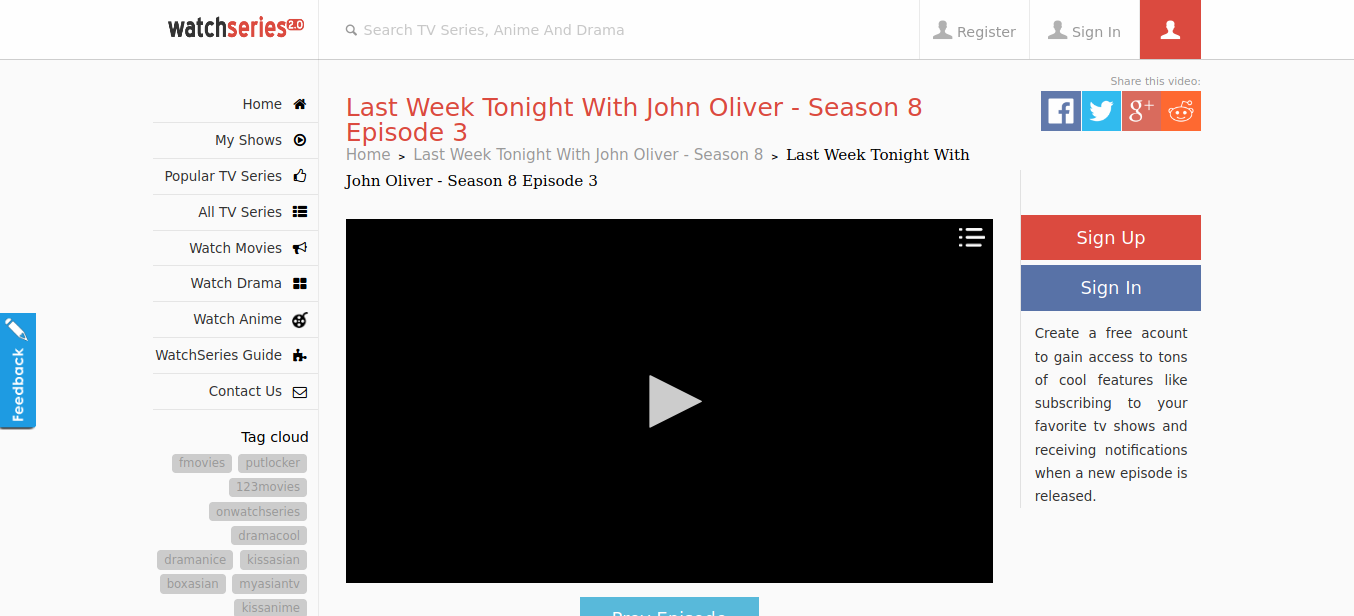 watchseries 2.0
Search TV Series, Anime And Drama
Register
Sign In
Share this video:
Home
My Shows
Popular TV Series
All TV Series
Watch Movies
Watch Drama
Watch Anime
WatchSeries Guide
Contact Us
Tag cloud
fmovies putlocker
123movies
onwatchseries
dramacool
dramanice kissasian
boxasian myasiantv
kissanime
Feedback
Last Week Tonight With John Oliver - Season 8
Episode 3
Home > Last Week Tonight With John Oliver - Season 8 > Last Week Tonight With
John Oliver - Season 8 Episode 3
Prev Episode
Sign Up
Sign In
Create a free acount
to gain access to tons
of cool features like
subscribing to your
favorite tv shows and
receiving notifications
when a new episode is
released.